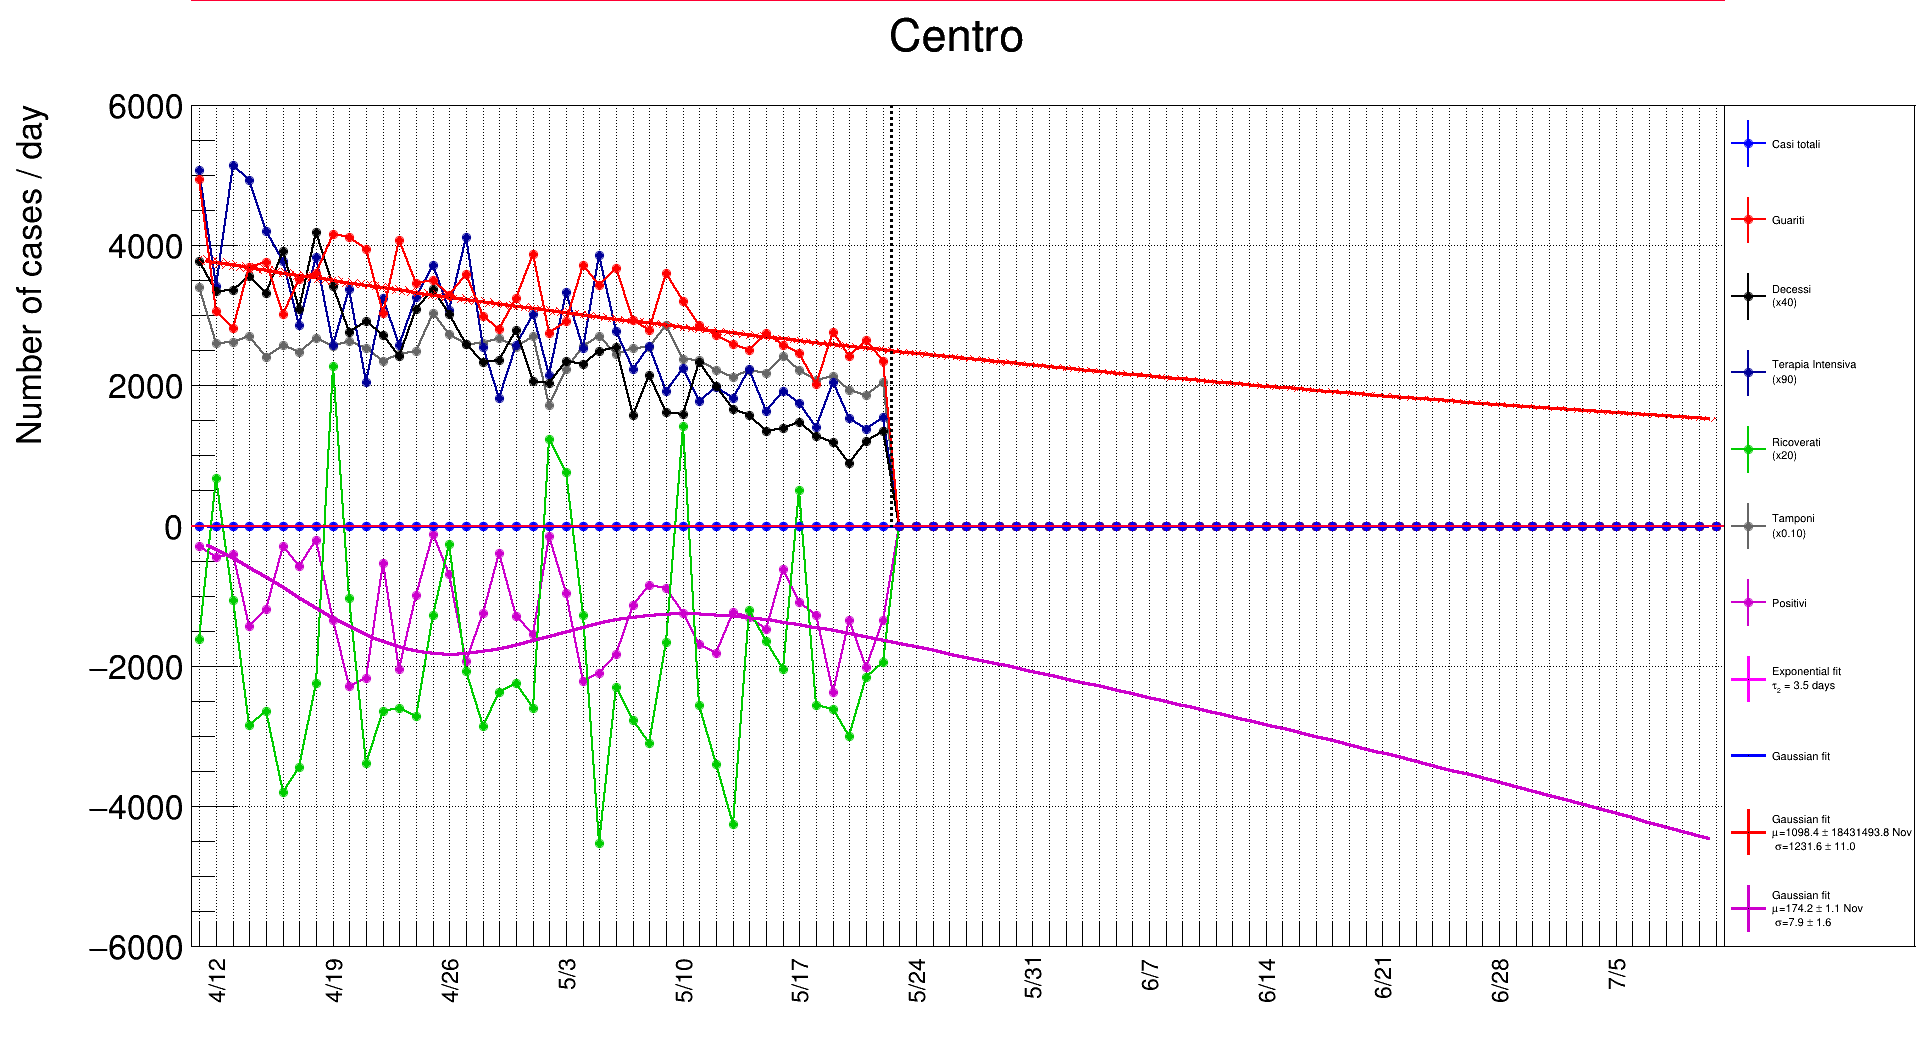 Centro
Number of cases / day
6000
4000
2000
0
−2000
−4000
−6000
4/12
4/19
4/26
5/3
5/10
5/17
5/24
5/31
6/7
6/14
6/21
6/28
7/5
Casi totali
Guariti
Decessi
(x40)
Terapia Intensiva
(x90)
Ricoverati
(x20)
Tamponi
(x0.10)
Positivi
Exponential fit
τ₂ = 3.5 days
Gaussian fit
Gaussian fit
μ=1098.4 ± 18431493.8 Nov
σ=1231.6 ± 11.0
Gaussian fit
μ=174.2 ± 1.1 Nov
σ=7.9 ± 1.6